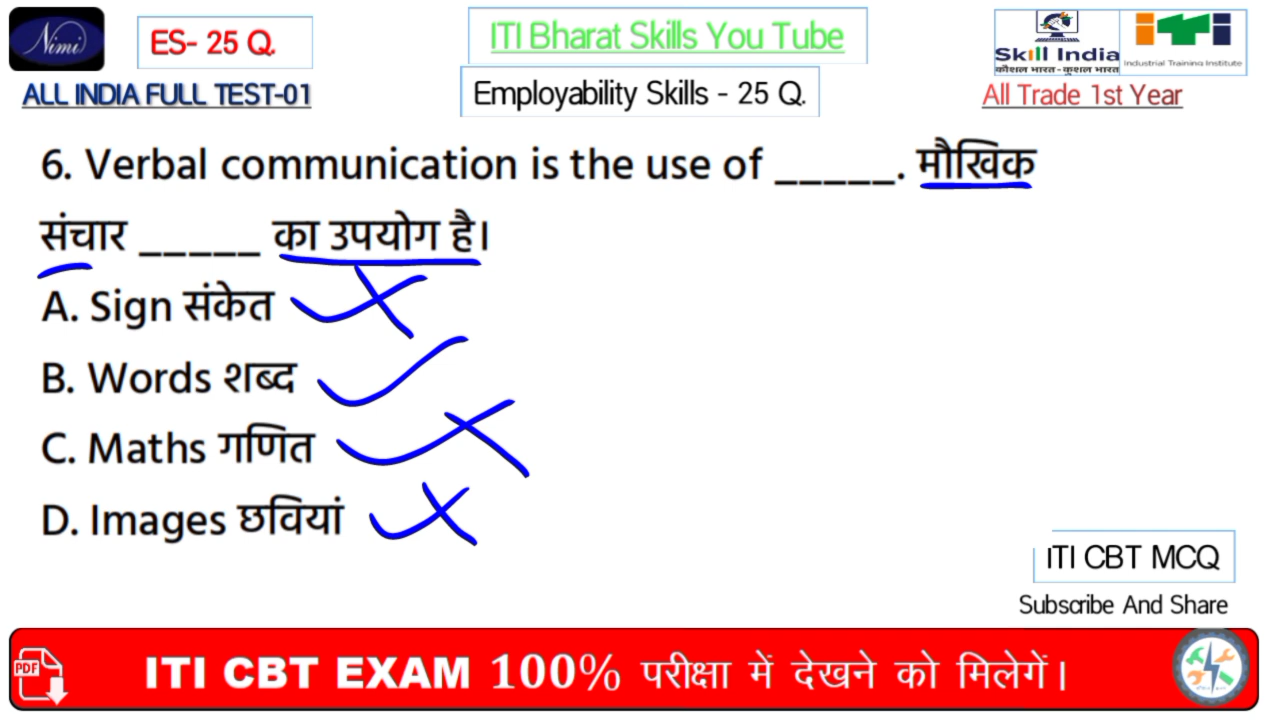 Nimi
ES- 25 Q.
ITI Bharat Skills You Tube
Skill India
कौशल भारत - कुशल भारत
Industrial Training Institute
ALL INDIA FULL TEST-01
Employability Skills - 25 Q.
All Trade 1st Year
6. Verbal communication is the use of _____. मौखिक
संचार _____ का उपयोग है।
A. Sign संकेत
B. Words शब्द
C. Maths गणित
D. Images छवियां
ITI CBT MCQ
Subscribe And Share
PDF
ITI CBT EXAM 100% परीक्षा में देखने को मिलेगें।